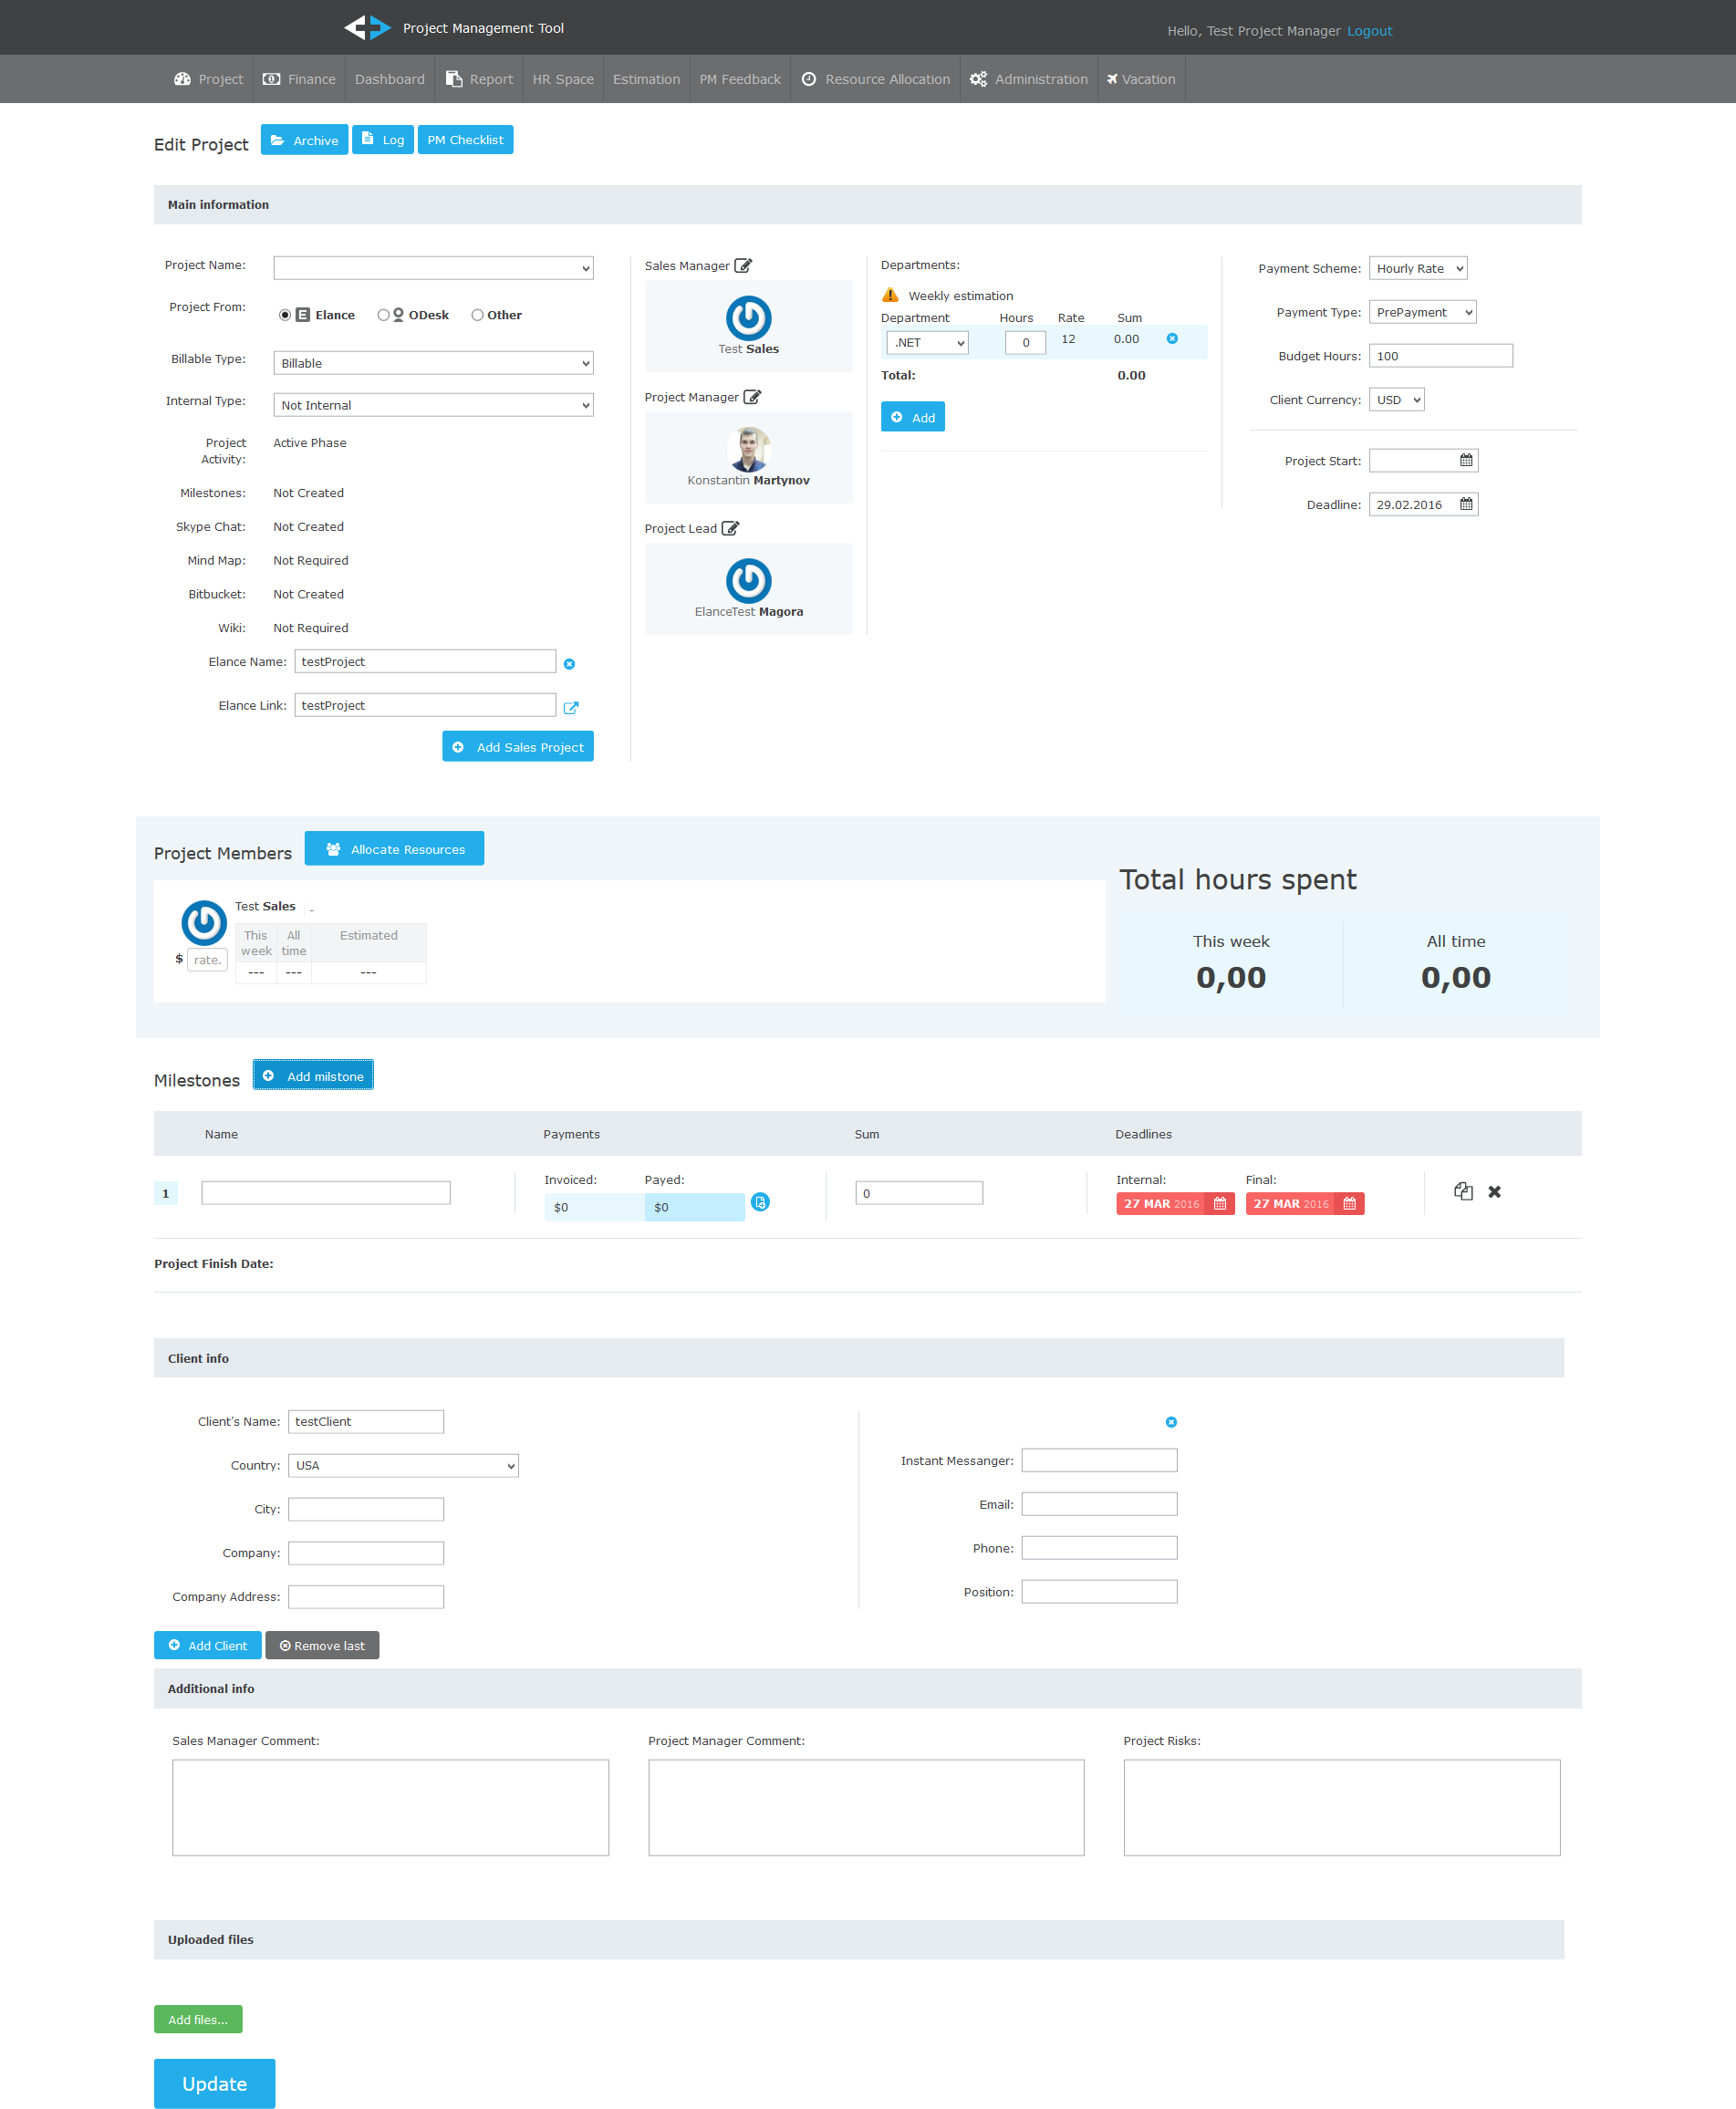 Project Management Tool
Hello, Test Project Manager Logout
Project Finance Dashboard Report HR Space Estimation PM Feedback Resource Allocation Administration Vacation
Edit Project Archive Log PM Checklist
Main information
Project Name:
Project From: Elance ODesk Other
Billable Type: Billable
Internal Type: Not Internal
Project Activity: Active Phase
Milestones: Not Created
Skype Chat: Not Created
Mind Map: Not Required
Bitbucket: Not Created
Wiki: Not Required
Elance Name: testProject
Elance Link: testProject
Add Sales Project
Sales Manager
Test Sales
Project Manager
Konstantin Martynov
Project Lead
ElanceTest Magora
Departments:
Weekly estimation
Department Hours Rate Sum
.NET 0 12 0.00
Total: 0.00
Add
Payment Scheme: Hourly Rate
Payment Type: PrePayment
Budget Hours: 100
Client Currency: USD
Project Start:
Deadline: 29.02.2016
Project Members Allocate Resources
Test Sales -
This week All time Estimated
$ rate.
--- --- ---
Total hours spent
This week All time
0,00 0,00
Milestones Add milstone
Name Payments Sum Deadlines
Invoiced: Payed: Internal: Final:
1 $0 $0 0 27 MAR 2016 27 MAR 2016
Project Finish Date:
Client info
Client's Name: testClient
Country: USA
City:
Company:
Company Address:
Instant Messanger:
Email:
Phone:
Position:
Add Client Remove last
Additional info
Sales Manager Comment: Project Manager Comment: Project Risks:
Uploaded files
Add files...
Update